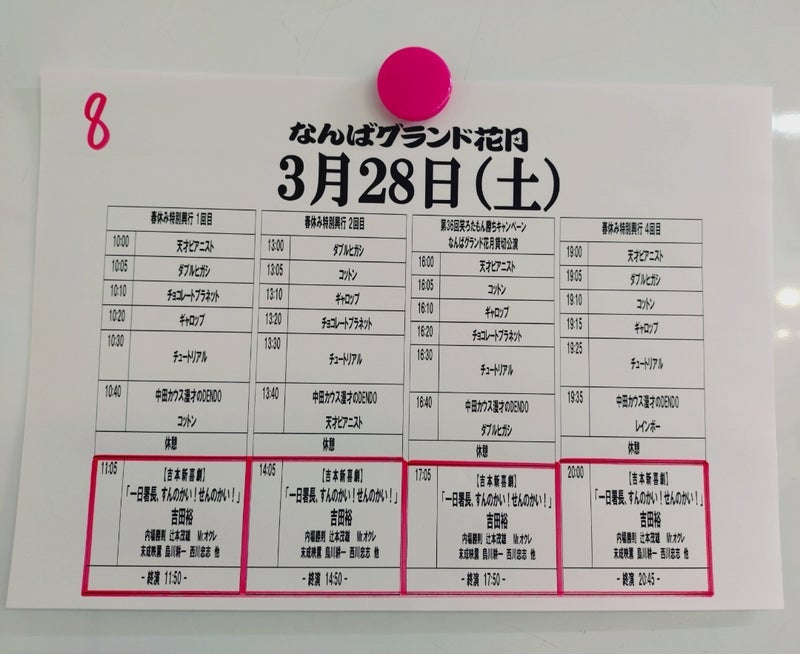 8
なんばグランド花月
3月28日(土)
春休み特別興行 1回目
10:00 天才ピアニスト
10:05 ダブルヒガシ
10:10 チョコレートプラネット
10:20 ギャロップ
10:30 チュートリアル
10:40 中田カウス漫才のDENDO
コットン
休憩
11:05 【吉本新喜劇】
「一日署長、すんのかい!せんのかい!」
吉田裕
内場勝則 辻本茂雄 Mr.オクレ
末成映薫 島川耕一 西川忠志 他
- 終演 11:50 -
春休み特別興行 2回目
13:00 ダブルヒガシ
13:05 コットン
13:10 ギャロップ
13:20 チョコレートプラネット
13:30 チュートリアル
13:40 中田カウス漫才のDENDO
天才ピアニスト
休憩
14:05 【吉本新喜劇】
「一日署長、すんのかい!せんのかい!」
吉田裕
内場勝則 辻本茂雄 Mr.オクレ
末成映薫 島川耕一 西川忠志 他
- 終演 14:50 -
第36回笑ろたもん勝ちキャンペーン
なんばグランド花月貸切公演
16:00 天才ピアニスト
16:05 コットン
16:10 ギャロップ
16:20 チョコレートプラネット
16:30 チュートリアル
16:40 中田カウス漫才のDENDO
ダブルヒガシ
休憩
17:05 【吉本新喜劇】
「一日署長、すんのかい!せんのかい!」
吉田裕
内場勝則 辻本茂雄 Mr.オクレ
末成映薫 島川耕一 西川忠志 他
- 終演 17:50 -
春休み特別興行 4回目
19:00 天才ピアニスト
19:05 ダブルヒガシ
19:10 コットン
19:15 ギャロップ
19:25 チュートリアル
19:35 中田カウス漫才のDENDO
レインボー
休憩
20:00 【吉本新喜劇】
「一日署長、すんのかい!せんのかい!」
吉田裕
内場勝則 辻本茂雄 Mr.オクレ
末成映薫 島川耕一 西川忠志 他
- 終演 20:45 -